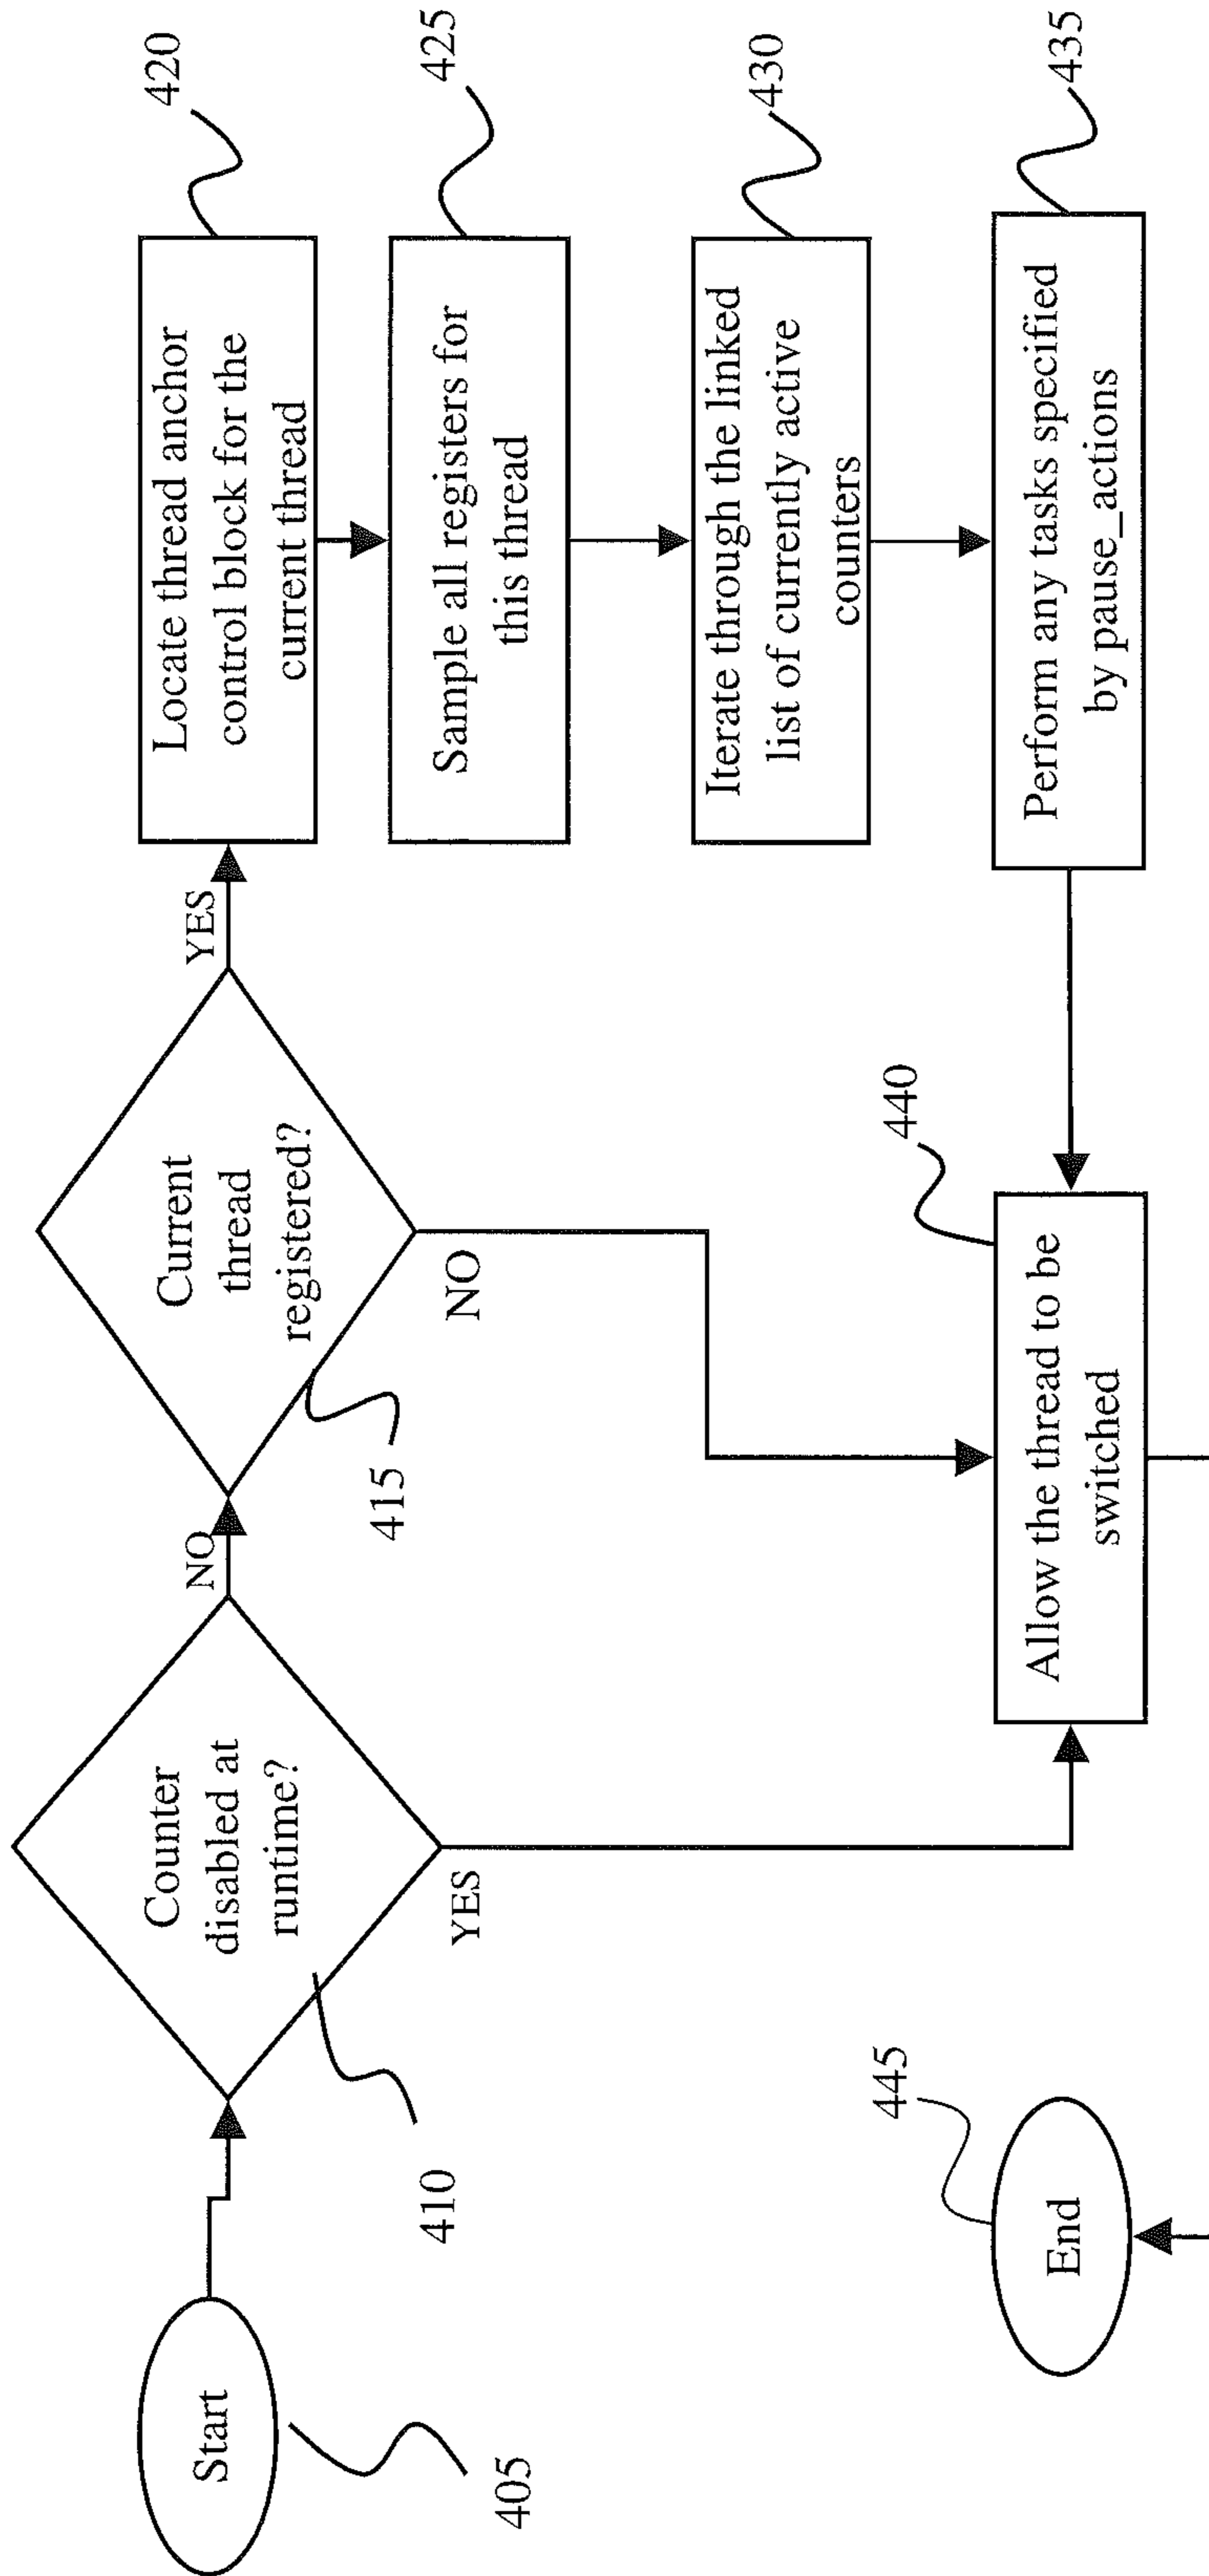 Start
405
Counter
disabled at
runtime?
410
NO
YES
Current
thread
registered?
415
YES
NO
Locate thread anchor
control block for the
current thread
420
Sample all registers for
this thread
425
Iterate through the linked
list of currently active
counters
430
Perform any tasks specified
by pause_actions
435
Allow the thread to be
switched
440
End
445